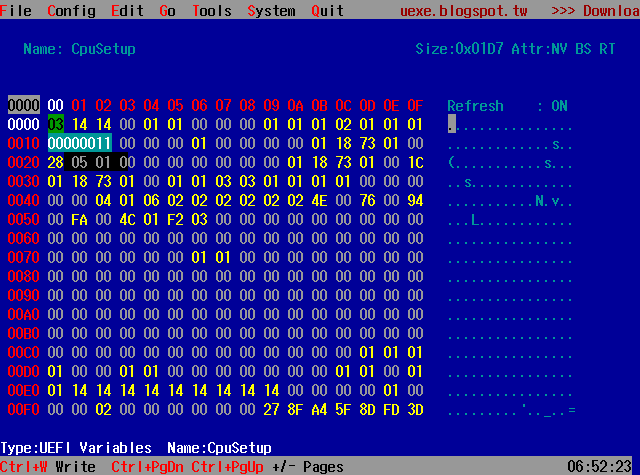 File Config Edit Go Tools System Quit uexe.blogspot.tw >>> Downloa
Name: CpuSetup Size:0x01D7 Attr:NV BS RT
0000 00 01 02 03 04 05 06 07 08 09 0A 0B 0C 0D 0E 0F Refresh : ON
0000 03 14 14 00 01 01 00 00 00 01 01 01 02 01 01 01 ................
0010 00000011 00 00 00 01 00 00 00 00 01 18 73 01 00 .............s..
0020 28 05 01 0 00 00 00 00 00 00 01 18 73 01 00 1C (...........s...
0030 01 18 73 01 00 01 01 03 03 01 01 01 01 00 00 00 ..s.............
0040 00 00 04 01 06 02 02 02 02 02 02 4E 00 76 00 94 ...........N.v..
0050 00 FA 00 4C 01 F2 03 00 00 00 00 00 00 00 00 00 ...L............
0060 00 00 00 00 00 00 00 00 00 00 00 00 00 00 00 00 ................
0070 00 00 00 00 00 00 01 01 00 00 00 00 00 00 00 00 ................
0080 00 00 00 00 00 00 00 00 00 00 00 00 00 00 00 00 ................
0090 00 00 00 00 00 00 00 00 00 00 00 00 00 00 00 00 ................
00A0 00 00 00 00 00 00 00 00 00 00 00 00 00 00 00 00 ................
00B0 00 00 00 00 00 00 00 00 00 00 00 00 00 00 00 00 ................
00C0 00 00 00 00 00 00 00 00 00 00 00 00 00 01 01 01 ................
00D0 01 00 00 01 01 00 00 00 00 00 00 00 01 01 00 01 ................
00E0 01 14 14 14 14 14 14 14 14 14 00 00 00 00 01 00 ................
00F0 00 00 02 00 00 00 00 00 00 27 8F A4 5F 8D FD 3D .........'.._..=
Type:UEFI Variables Name:CpuSetup
Ctrl+W Write Ctrl+PgDn Ctrl+PgUp +/- Pages 06:52:23